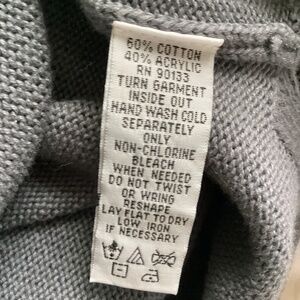 60% COTTON
40% ACRYLIC
RN 90133
TURN GARMENT
INSIDE OUT
HAND WASH COLD
SEPARATELY
ONLY
NON-CHLORINE
BLEACH
WHEN NEEDED
DO NOT TWIST
OR WRING
RESHAPE
LAY FLAT TO DRY
LOW IRON
IF NECESSARY